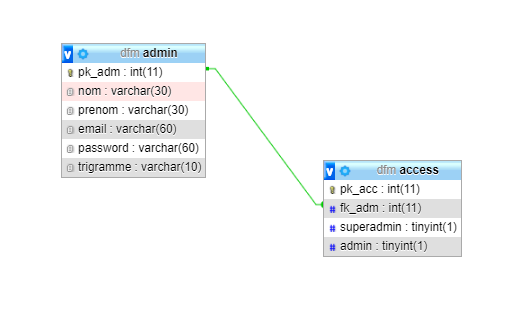 v dfm admin
pk_adm : int(11)
nom : varchar(30)
prenom : varchar(30)
email : varchar(60)
password : varchar(60)
trigramme : varchar(10)
v dfm access
pk_acc : int(11)
# fk_adm : int(11)
# superadmin : tinyint(1)
# admin : tinyint(1)